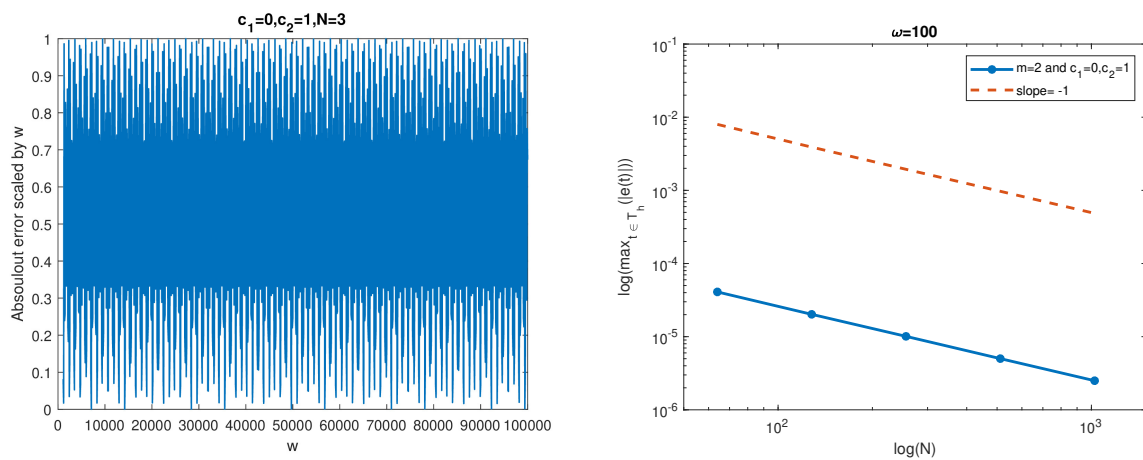 c1=0,c2=1,N=3
Absoulout error scaled by w
1
0.9
0.8
0.7
0.6
0.5
0.4
0.3
0.2
0.1
0
0 10000 20000 30000 40000 50000 60000 70000 80000 90000 100000
w
ω=100
log(max t ∈ T h (|e(t)|))
10-1
10-2
10-3
10-4
10-5
10-6
m=2 and c1=0,c2=1
slope= -1
102 103
log(N)